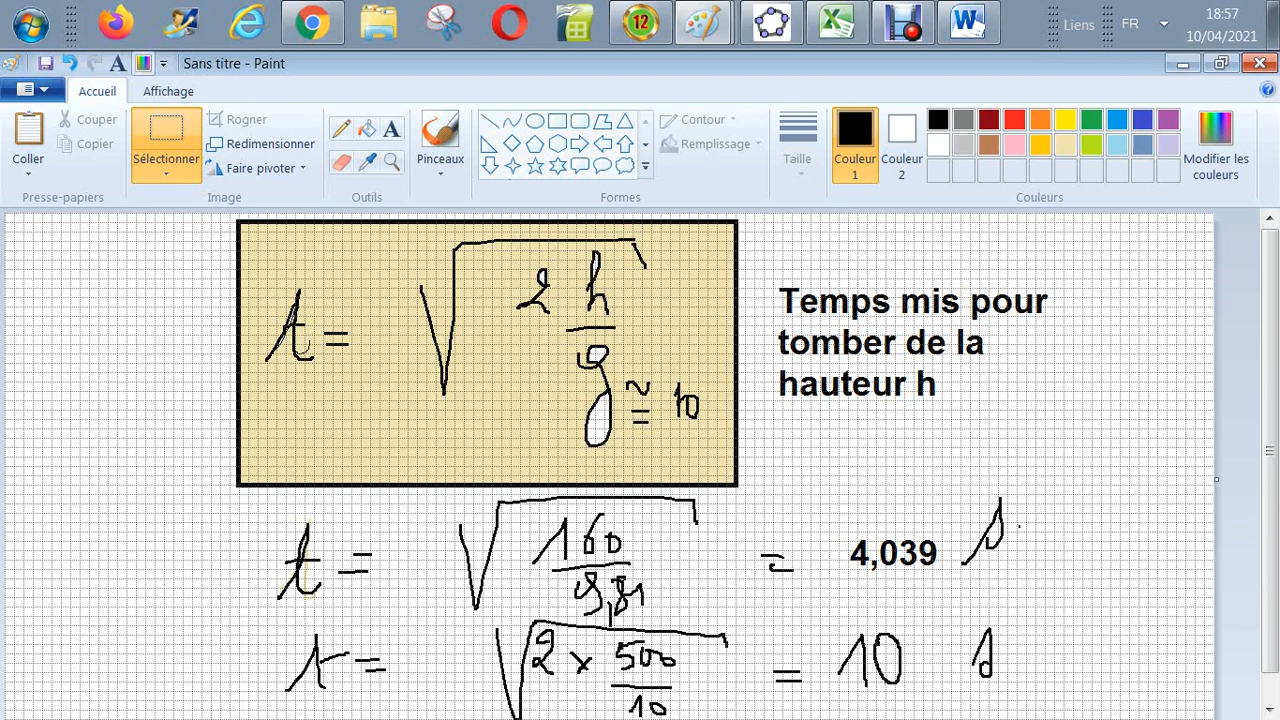 18:57
Liens FR
10/04/2021
12
Sans titre - Paint
Accueil Affichage
Couper
Copier
Coller
Presse-papiers
Sélectionner
Rogner
Redimensionner
Faire pivoter
Image
A
Outils
Pinceaux
Contour
Remplissage
Formes
Taille
Couleur 1
Couleur 2
Modifier les couleurs
Couleurs
t = √(2 h / g) g ≃ 10
Temps mis pour
tomber de la
hauteur h
t = √(160 / 9,81) = 4,039 s
t = √(2 × 500 / 10) = 10 s